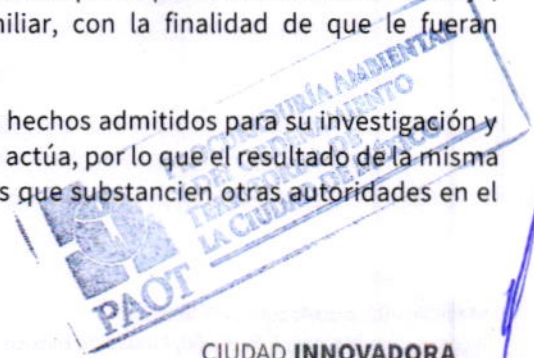 miliar, con la finalidad de que le fueran
hechos admitidos para su investigación y
actúa, por lo que el resultado de la misma
s que substancien otras autoridades en el
PROCURADURÍA AMBIENTAL
DEL ORDENAMIENTO
TERRITORIAL DE
LA CIUDAD DE MÉXICO
PAOT
CIUDAD INNOVADORA